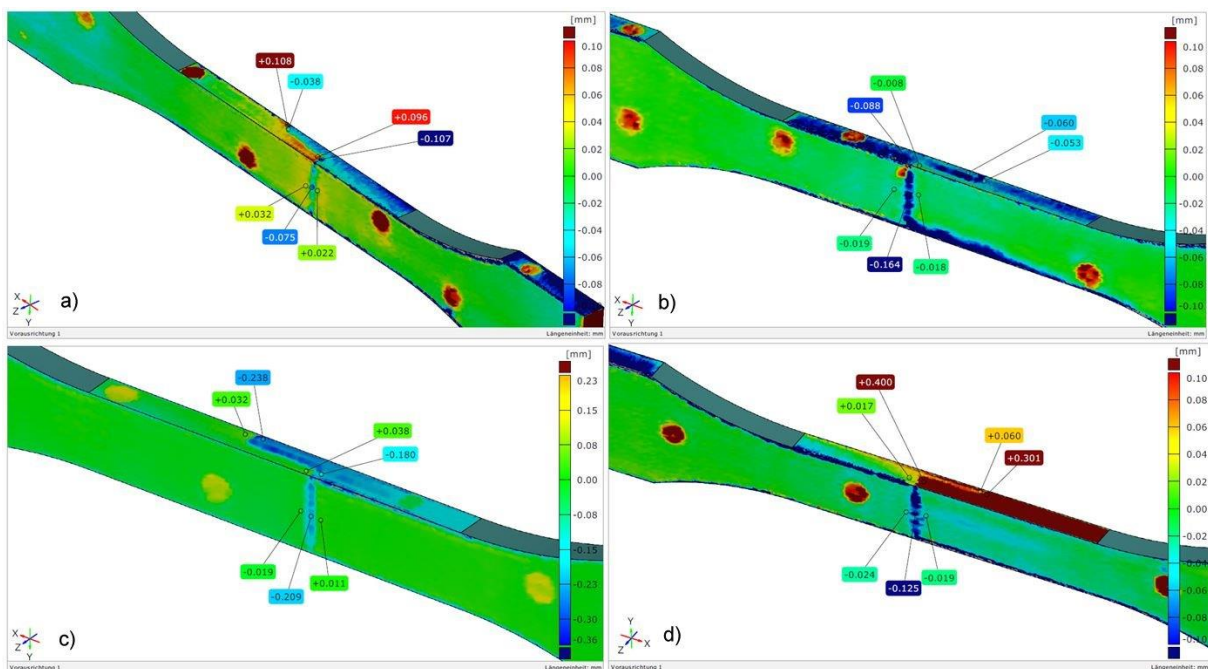 [mm]
+0.108
-0.038
+0.096
-0.107
+0.032
-0.075
+0.022
0.10
0.08
0.06
0.04
0.02
0.00
-0.02
-0.04
-0.06
-0.08
-0.10
X
Z
Y
a)
Vorausrichtung 1
Längeneinheit: mm
[mm]
-0.008
-0.088
-0.060
-0.053
-0.019
-0.164
-0.018
0.10
0.08
0.06
0.04
0.02
0.00
-0.02
-0.04
-0.06
-0.08
-0.10
X
Z
Y
b)
Vorausrichtung 1
Längeneinheit: mm
[mm]
-0.238
+0.032
+0.038
-0.180
-0.019
+0.011
-0.209
0.23
0.15
0.08
0.00
-0.08
-0.15
-0.23
-0.30
-0.36
X
Z
Y
c)
Vorausrichtung 1
Längeneinheit: mm
[mm]
+0.400
+0.017
+0.060
+0.301
-0.024
-0.125
-0.019
0.10
0.08
0.06
0.04
0.02
0.00
-0.02
-0.04
-0.06
-0.08
-0.10
Y
Z
X
d)
Vorausrichtung 1
Längeneinheit: mm